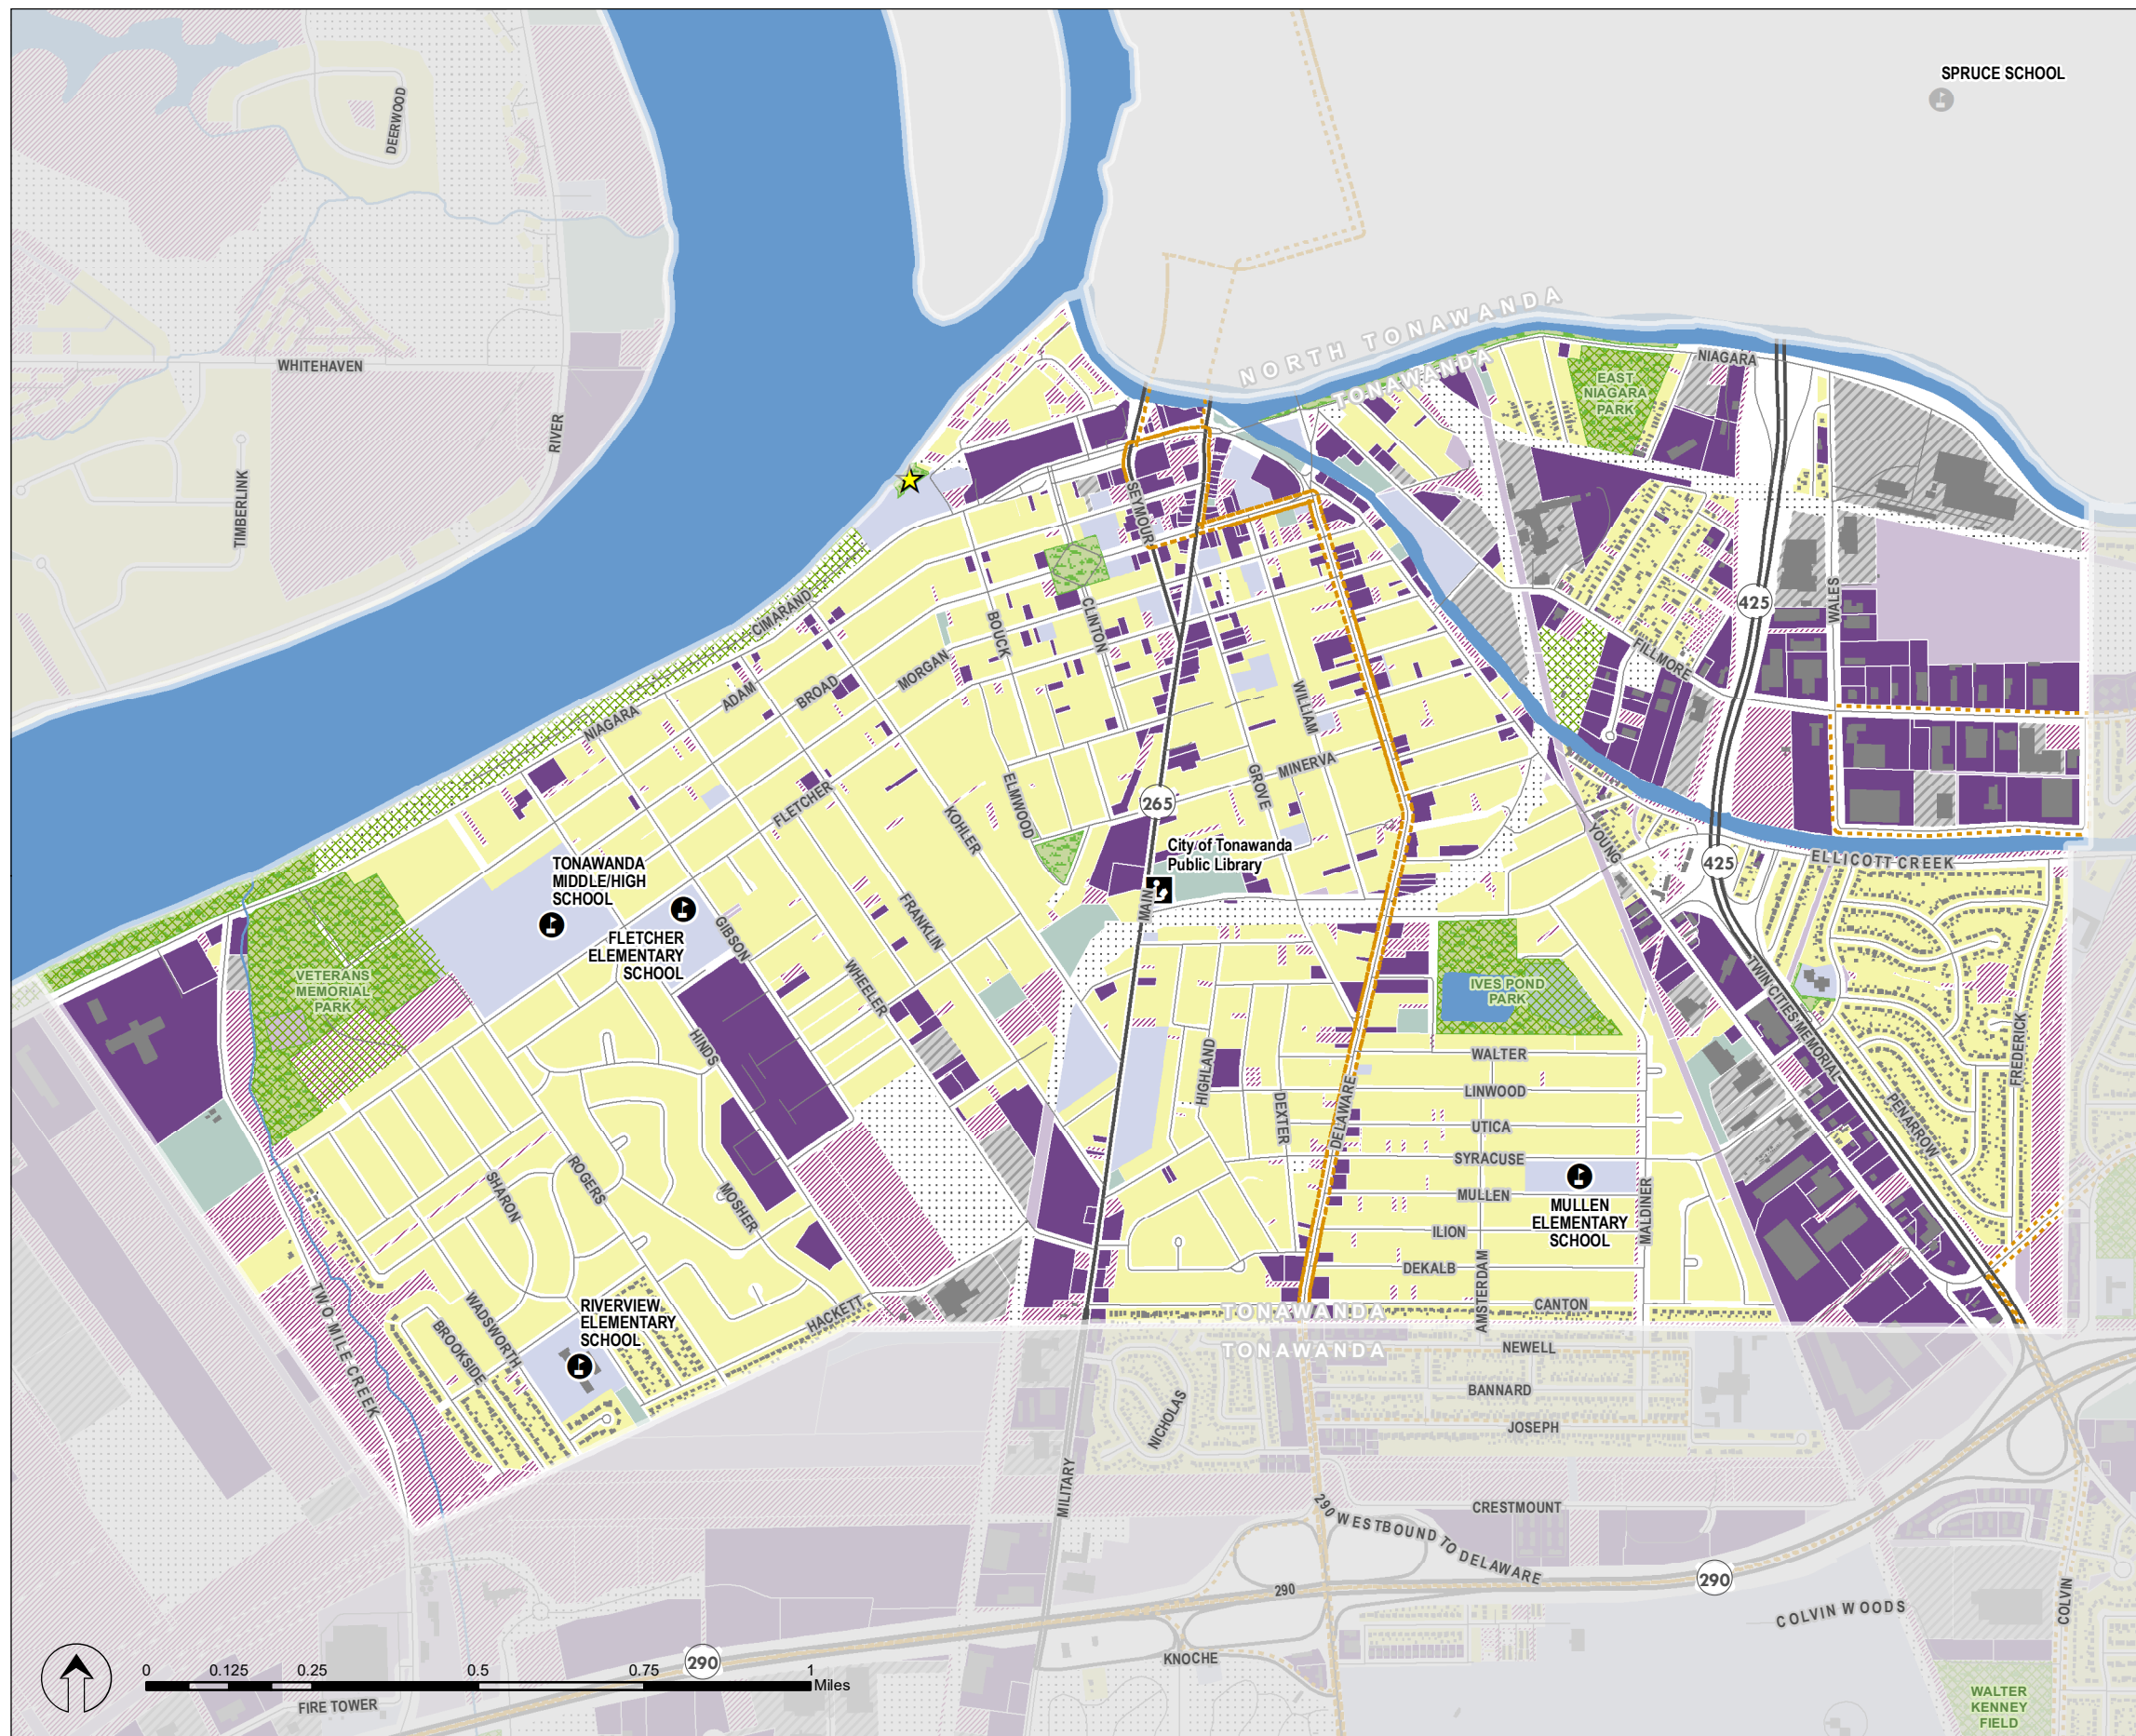 SPRUCE SCHOOL
DEERWOOD
NORTH TONAWANDA
TONAWANDA
NIAGARA
WHITEHAVEN
EAST
NIAGARA
PARK
RIVER
TIMBERLINK
SEYMOUR
425
WALES
CIMARAND
BOUCK
CLINTON
FILLMORE
MORGAN
BROAD
ADAM
NIAGARA
WILLIAM
MINERVA
GROVE
265
ELMWOOD
KOHLER
FLETCHER
YOUNG
City of Tonawanda
Public Library
425
ELLICOTT CREEK
TONAWANDA
MIDDLE/HIGH
SCHOOL
MAIN
FRANKLIN
GIBSON
FLETCHER
ELEMENTARY
SCHOOL
WHEELER
VETERANS
MEMORIAL
PARK
IVES POND
PARK
TWIN CITIES MEMORIAL
FREDERICK
HINDS
HIGHLAND
WALTER
LINWOOD
DEXTER
DELAWARE
UTICA
PENARROW
SYRACUSE
SHARON
ROGERS
MOSHER
MULLEN
MULLEN
ELEMENTARY
SCHOOL
MALDINER
ILION
DEKALB
AMSTERDAM
TWO MILE CREEK
WADSWORTH
BROOKSIDE
RIVERVIEW
ELEMENTARY
SCHOOL
HACKETT
TONAWANDA
CANTON
TONAWANDA
NEWELL
BANNARD
NICHOLAS
JOSEPH
MILITARY
CRESTMOUNT
290 WESTBOUND TO DELAWARE
290
290
COLVIN WOODS
COLVIN
290
KNOCHE
0 0.125 0.25 0.5 0.75 1
Miles
FIRE TOWER
WALTER
KENNEY
FIELD